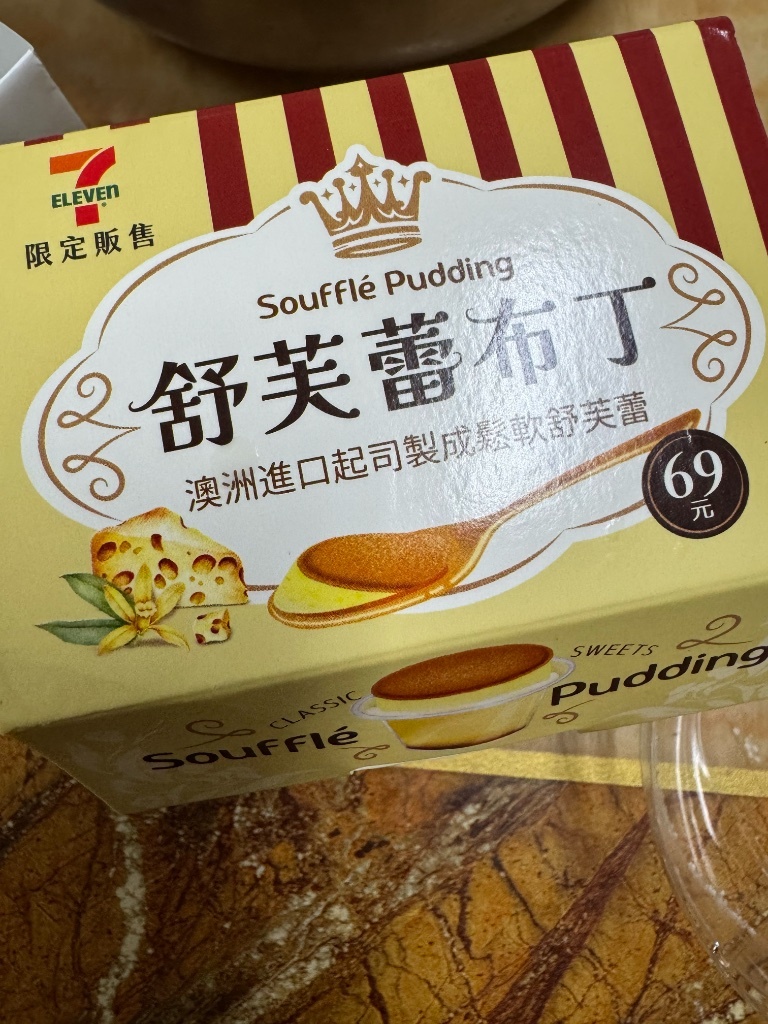 7
ELEVEn
限定販售
Soufflé Pudding
舒芙蕾布丁
澳洲進口起司製成鬆軟舒芙蕾
69
元
CLASSIC
Soufflé
SWEETS
Pudding